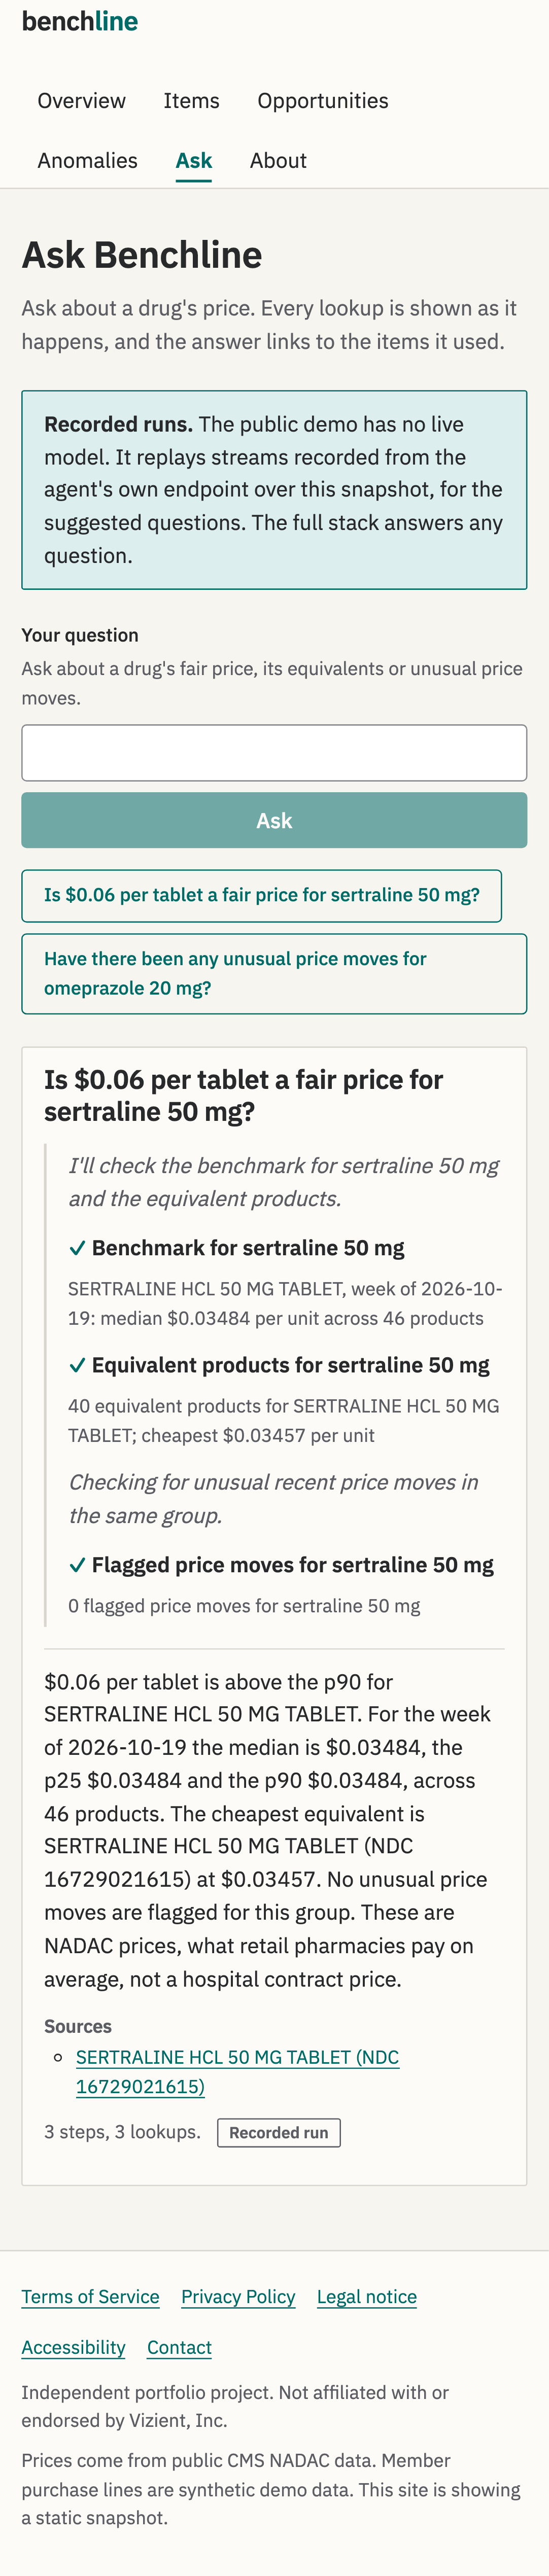 benchline
Overview Items Opportunities
Anomalies Ask About
Ask Benchline
Ask about a drug's price. Every lookup is shown as it
happens, and the answer links to the items it used.
Recorded runs. The public demo has no live
model. It replays streams recorded from the
agent's own endpoint over this snapshot, for the
suggested questions. The full stack answers any
question.
Your question
Ask about a drug's fair price, its equivalents or unusual price
moves.
Ask
Is $0.06 per tablet a fair price for sertraline 50 mg?
Have there been any unusual price moves for
omeprazole 20 mg?
Is $0.06 per tablet a fair price for
sertraline 50 mg?
I'll check the benchmark for sertraline 50 mg
and the equivalent products.
✓ Benchmark for sertraline 50 mg
SERTRALINE HCL 50 MG TABLET, week of 2026-10-
19: median $0.03484 per unit across 46 products
✓ Equivalent products for sertraline 50 mg
40 equivalent products for SERTRALINE HCL 50 MG
TABLET; cheapest $0.03457 per unit
Checking for unusual recent price moves in
the same group.
✓ Flagged price moves for sertraline 50 mg
0 flagged price moves for sertraline 50 mg
$0.06 per tablet is above the p90 for
SERTRALINE HCL 50 MG TABLET. For the week
of 2026-10-19 the median is $0.03484, the
p25 $0.03484 and the p90 $0.03484, across
46 products. The cheapest equivalent is
SERTRALINE HCL 50 MG TABLET (NDC
16729021615) at $0.03457. No unusual price
moves are flagged for this group. These are
NADAC prices, what retail pharmacies pay on
average, not a hospital contract price.
Sources
SERTRALINE HCL 50 MG TABLET (NDC
16729021615)
3 steps, 3 lookups. Recorded run
Terms of Service Privacy Policy Legal notice
Accessibility Contact
Independent portfolio project. Not affiliated with or
endorsed by Vizient, Inc.
Prices come from public CMS NADAC data. Member
purchase lines are synthetic demo data. This site is showing
a static snapshot.